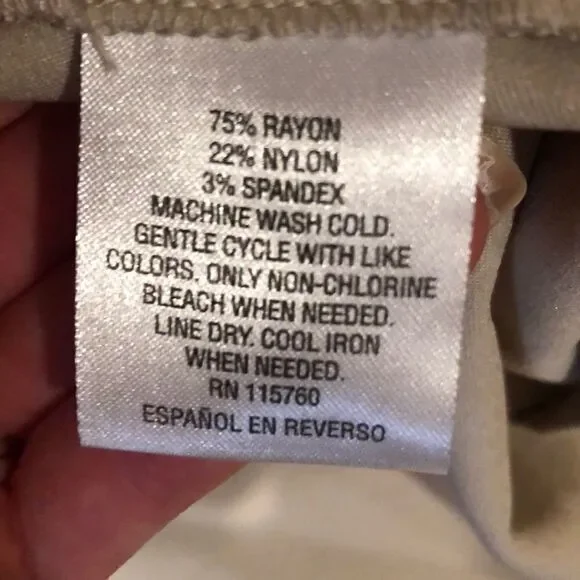 75% RAYON
22% NYLON
3% SPANDEX
MACHINE WASH COLD.
GENTLE CYCLE WITH LIKE
COLORS. ONLY NON-CHLORINE
BLEACH WHEN NEEDED.
LINE DRY. COOL IRON
WHEN NEEDED.
RN 115760
ESPAÑOL EN REVERSO